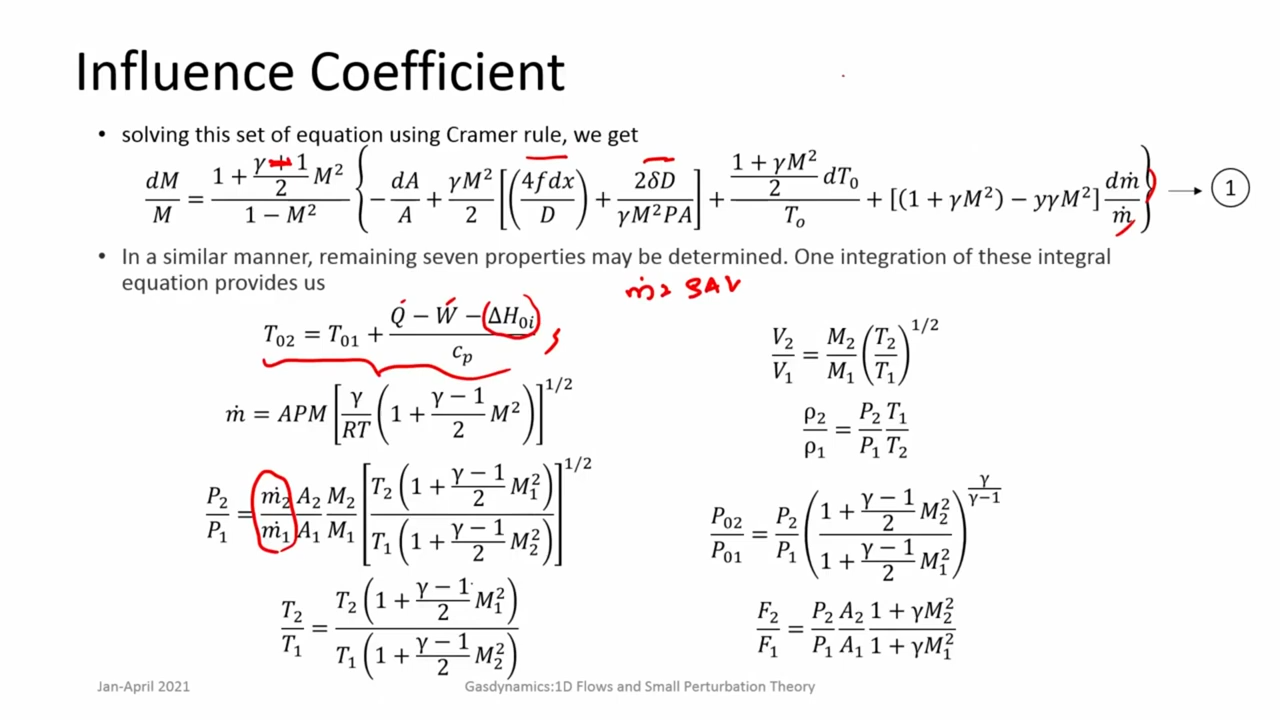 Influence Coefficient
• solving this set of equation using Cramer rule, we get
dM/M = (1 + (γ + 1)/2 M²)/(1 − M²) { −dA/A + γM²/2 [(4fdx/D) + 2δD/(γM²PA)] + ((1 + γM²)/2 dT₀)/Tₒ + [(1 + γM²) − yγM²] dṁ/ṁ } → 1
• In a similar manner, remaining seven properties may be determined. One integration of these integral
equation provides us
ṁ = ρAV
T₀₂ = T₀₁ + (Q̇ − Ẇ − ΔH₀ᵢ)/cₚ
V₂/V₁ = M₂/M₁ (T₂/T₁)^1/2
ṁ = APM [γ/RT (1 + (γ − 1)/2 M²)]^1/2
ρ₂/ρ₁ = P₂/P₁ T₁/T₂
P₂/P₁ = ṁ₂/ṁ₁ A₂/A₁ M₂/M₁ [T₂ (1 + (γ − 1)/2 M₁²) / T₁ (1 + (γ − 1)/2 M₂²)]^1/2
P₀₂/P₀₁ = P₂/P₁ ((1 + (γ − 1)/2 M₂²)/(1 + (γ − 1)/2 M₁²))^γ/(γ−1)
T₂/T₁ = T₂ (1 + (γ − 1)/2 M₁²) / T₁ (1 + (γ − 1)/2 M₂²)
F₂/F₁ = P₂/P₁ A₂/A₁ (1 + γM₂²)/(1 + γM₁²)
Jan-April 2021
Gasdynamics:1D Flows and Small Perturbation Theory